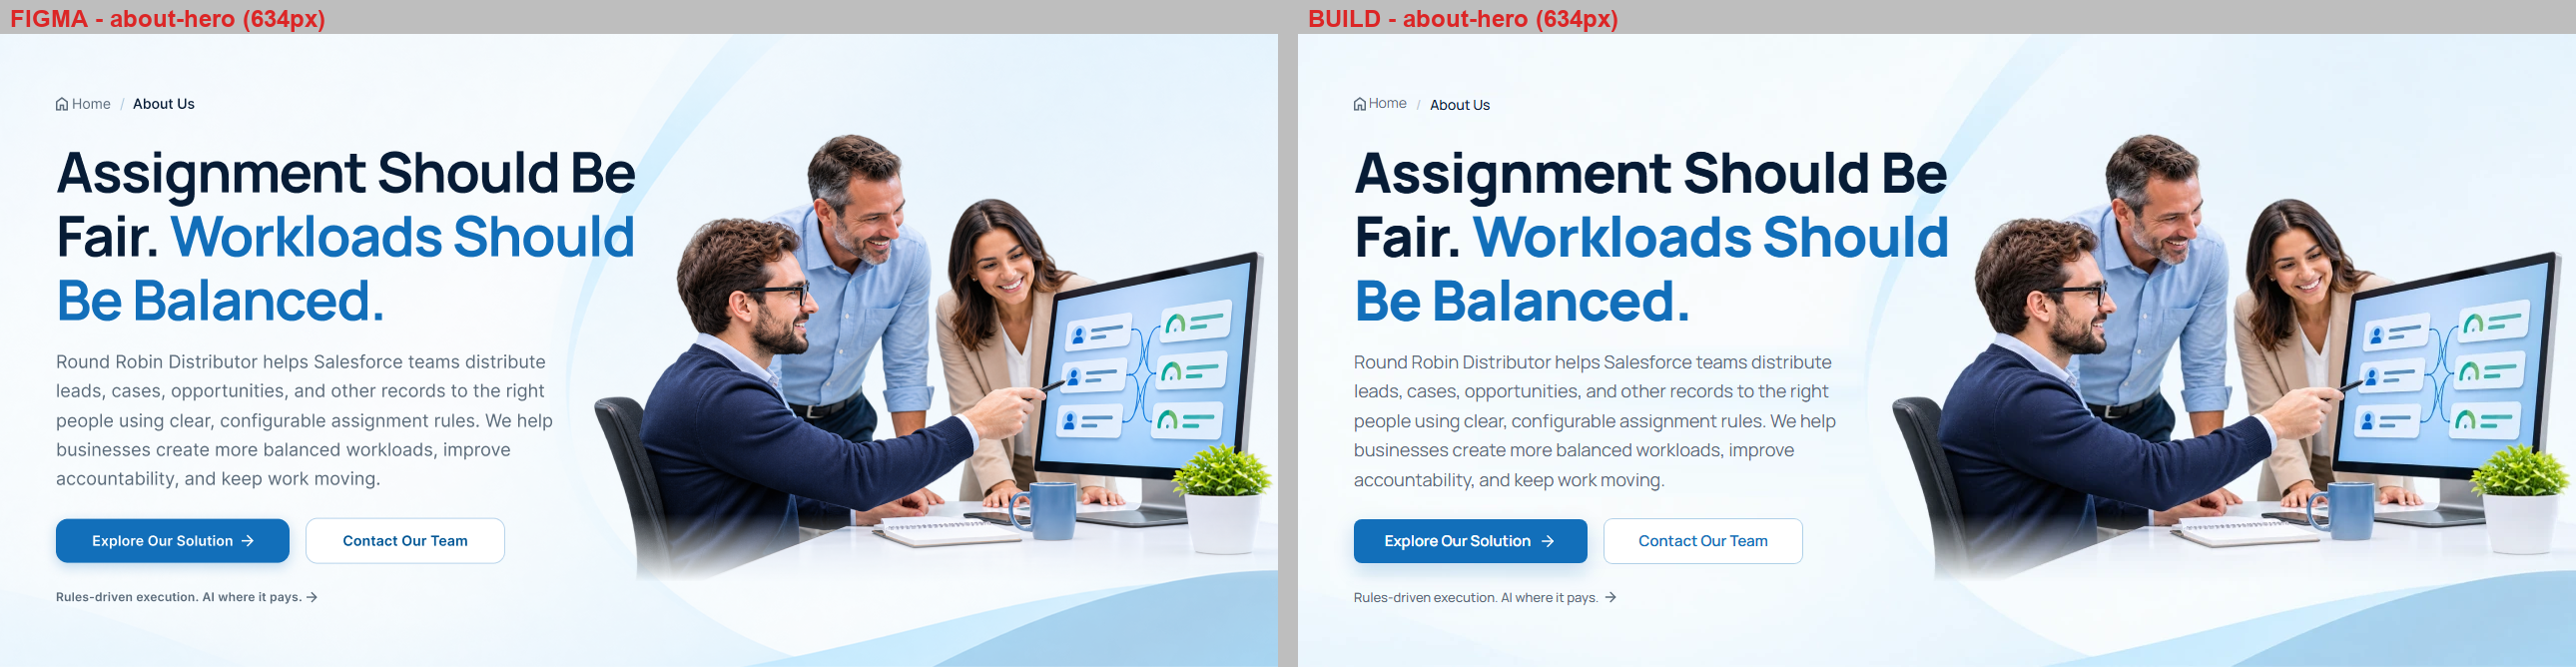 FIGMA - about-hero (634px)
Home / About Us
Assignment Should Be
Fair. Workloads Should
Be Balanced.
Round Robin Distributor helps Salesforce teams distribute
leads, cases, opportunities, and other records to the right
people using clear, configurable assignment rules. We help
businesses create more balanced workloads, improve
accountability, and keep work moving.
Explore Our Solution →
Contact Our Team
Rules-driven execution. AI where it pays. →
BUILD - about-hero (634px)
Home / About Us
Assignment Should Be
Fair. Workloads Should
Be Balanced.
Round Robin Distributor helps Salesforce teams distribute
leads, cases, opportunities, and other records to the right
people using clear, configurable assignment rules. We help
businesses create more balanced workloads, improve
accountability, and keep work moving.
Explore Our Solution →
Contact Our Team
Rules-driven execution. AI where it pays. →